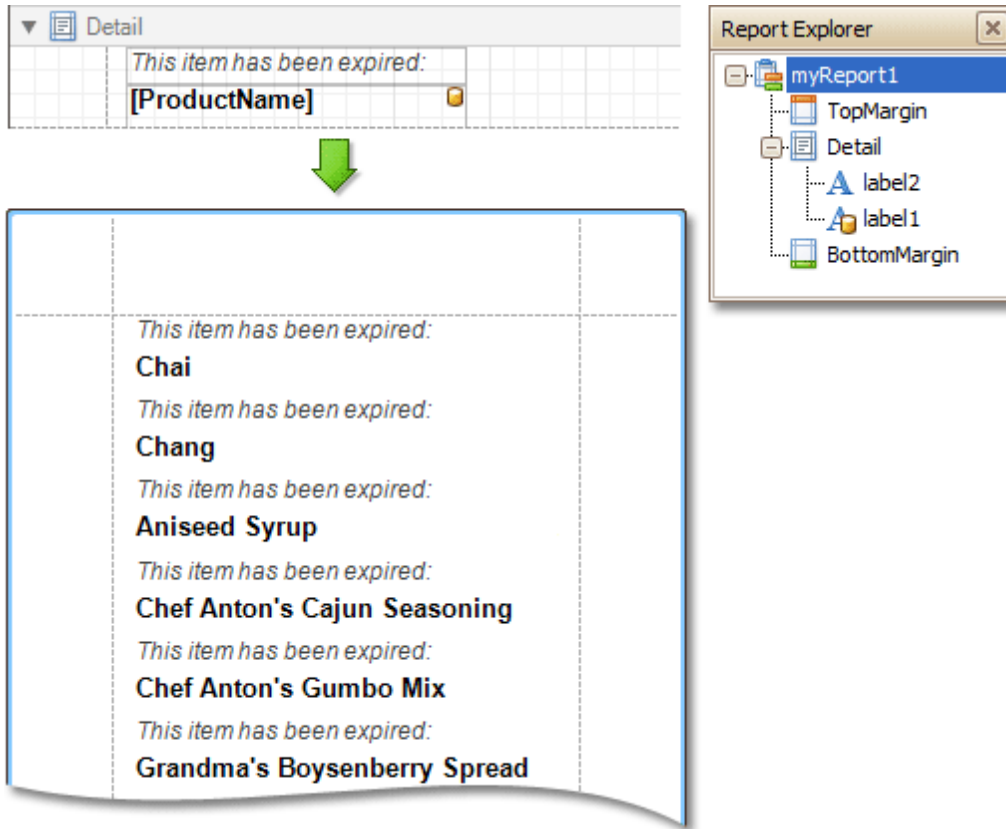 Detail
This item has been expired:
[ProductName]
This item has been expired:
Chai
This item has been expired:
Chang
This item has been expired:
Aniseed Syrup
This item has been expired:
Chef Anton's Cajun Seasoning
This item has been expired:
Chef Anton's Gumbo Mix
This item has been expired:
Grandma's Boysenberry Spread
Report Explorer
myReport1
TopMargin
Detail
label2
label1
BottomMargin